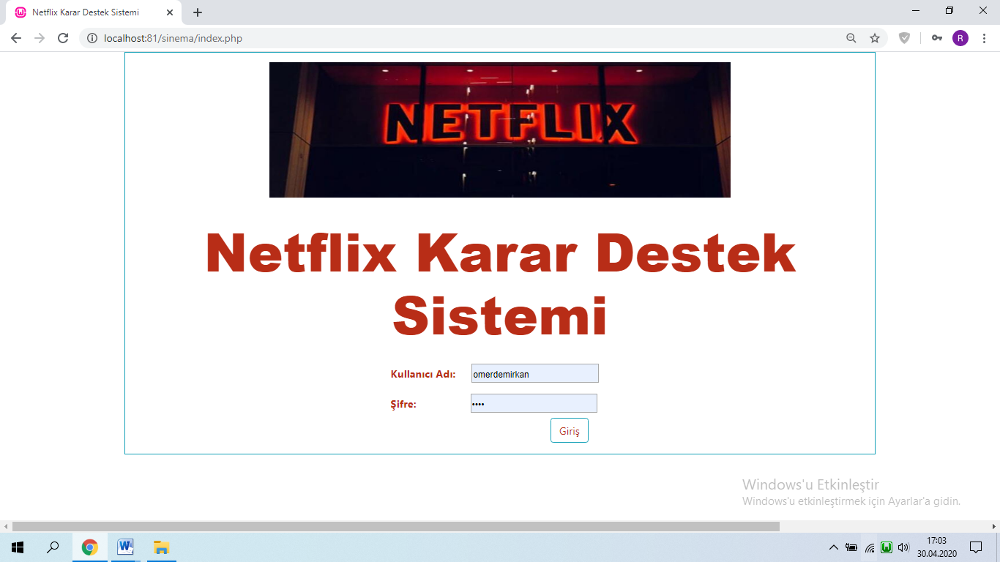 Netflix Karar Destek Sistemi
localhost:81/sinema/index.php
R
NETFLIX
Netflix Karar Destek
Sistemi
Kullanıcı Adı:
omerdemirkan
Şifre:
••••
Giriş
Windows'u Etkinleştir
Windows'u etkinleştirmek için Ayarlar'a gidin.
17:03
30.04.2020